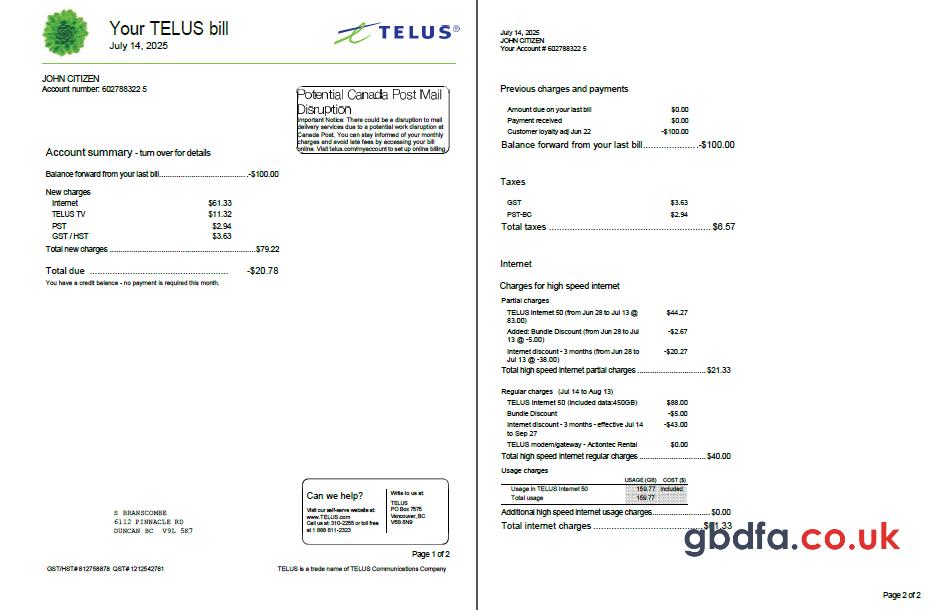 Your TELUS bill
July 14, 2025
TELUS®
JOHN CITIZEN
Account number: 602788322 5
Potential Canada Post Mail
Disruption
Important Notice: There could be a disruption to mail
delivery services due to a potential work disruption at
Canada Post. You can stay informed of your monthly
charges and avoid late fees by accessing your bill
online. Visit telus.com/myaccount to set up online billing.
Account summary - turn over for details
Balance forward from your last bill..............................-$100.00
New charges
Internet $61.33
TELUS TV $11.32
PST $2.94
GST / HST $3.63
Total new charges ..............................$79.22
Total due .............................. -$20.78
You have a credit balance - no payment is required this month.
Can we help?
Visit our self-serve website at:
www.TELUS.com
Call us at: 310-2255 or toll free
at 1 888 811-2323
Write to us at:
TELUS
PO Box 7575
Vancouver, BC
V6B 8N9
S BRANSCOMBE
6112 PINNACLE RD
DUNCAN BC V9L 5K7
Page 1 of 2
GST/HST# 812758878 QST# 1212542781
TELUS is a trade name of TELUS Communications Company
July 14, 2025
JOHN CITIZEN
Your Account # 602788322 5
Previous charges and payments
Amount due on your last bill $0.00
Payment received $0.00
Customer loyalty adj Jun 22 -$100.00
Balance forward from your last bill..............................-$100.00
Taxes
GST $3.63
PST-BC $2.94
Total taxes .............................. $6.57
Internet
Charges for high speed internet
Partial charges
TELUS Internet 50 (from Jun 28 to Jul 13 @ $44.27
83.00)
Added: Bundle Discount (from Jun 28 to Jul -$2.67
13 @ -5.00)
Internet discount - 3 months (from Jun 28 to -$20.27
Jul 13 @ -38.00)
Total high speed internet partial charges ..............................$21.33
Regular charges (Jul 14 to Aug 13)
TELUS Internet 50 (included data:450GB) $88.00
Bundle Discount -$5.00
Internet discount - 3 months - effective Jul 14 -$43.00
to Sep 27
TELUS modem/gateway - Actiontec Rental $0.00
Total high speed internet regular charges ..............................$40.00
Usage charges
USAGE (GB) COST ($)
Usage in TELUS Internet 50 159.77 included
Total usage 159.77
Additional high speed internet usage charges..............................$0.00
Total internet charges ..............................
gbdfa.co.uk
Page 2 of 2